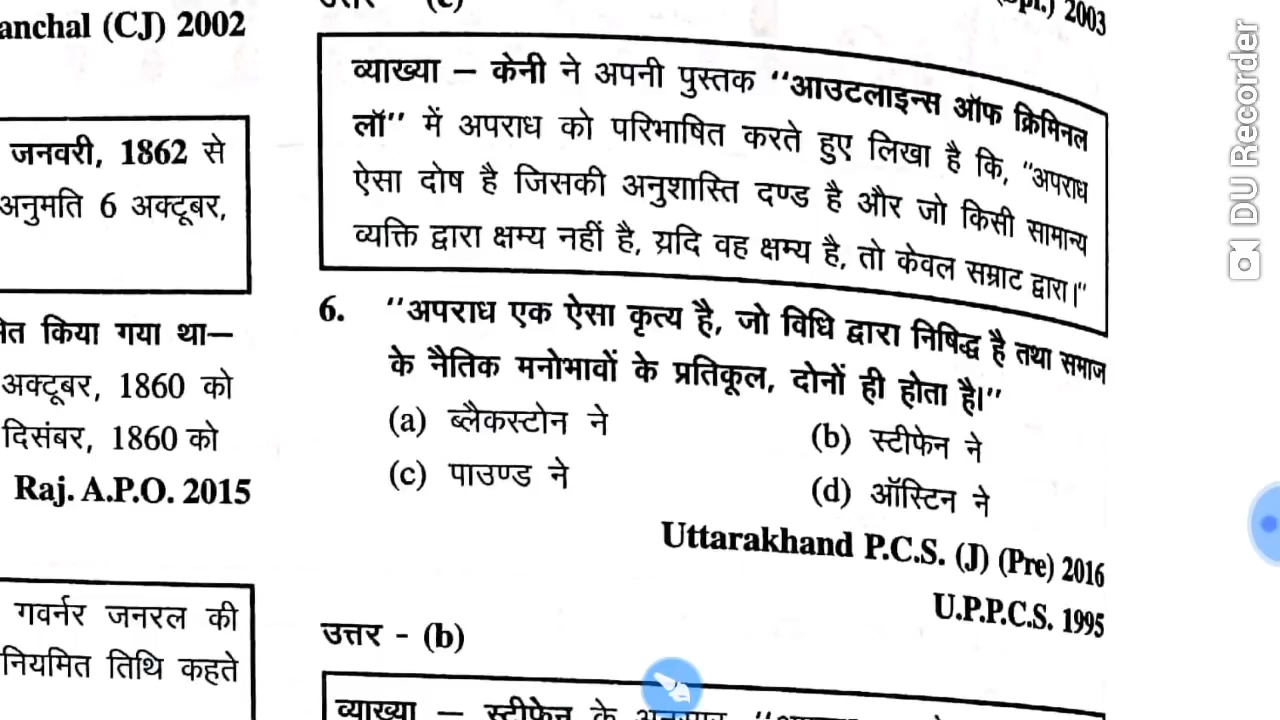 anchal (CJ) 2002
जनवरी, 1862 से
अनुमति 6 अक्टूबर,
किया गया था—
अक्टूबर, 1860 को
दिसंबर, 1860 को
Raj. A.P.O. 2015
गवर्नर जनरल की
नियमित तिथि कहते
उत्तर - (c)
2003
व्याख्या – केनी ने अपनी पुस्तक ‘‘आउटलाइन्स ऑफ क्रिमिनल
लॉ’’ में अपराध को परिभाषित करते हुए लिखा है कि, ‘‘अपराध
ऐसा दोष है जिसकी अनुशास्ति दण्ड है और जो किसी सामान्य
व्यक्ति द्वारा क्षम्य नहीं है, यदि वह क्षम्य है, तो केवल सम्राट द्वारा।’’
6. ‘‘अपराध एक ऐसा कृत्य है, जो विधि द्वारा निषिद्ध है तथा समाज
के नैतिक मनोभावों के प्रतिकूल, दोनों ही होता है।’’
(a) ब्लैकस्टोन ने (b) स्टीफेन ने
(c) पाउण्ड ने (d) ऑस्टिन ने
Uttarakhand P.C.S. (J) (Pre) 2016
U.P.P.C.S. 1995
उत्तर - (b)
व्याख्या – स्टीफेन के अनुसार,
DU Recorder